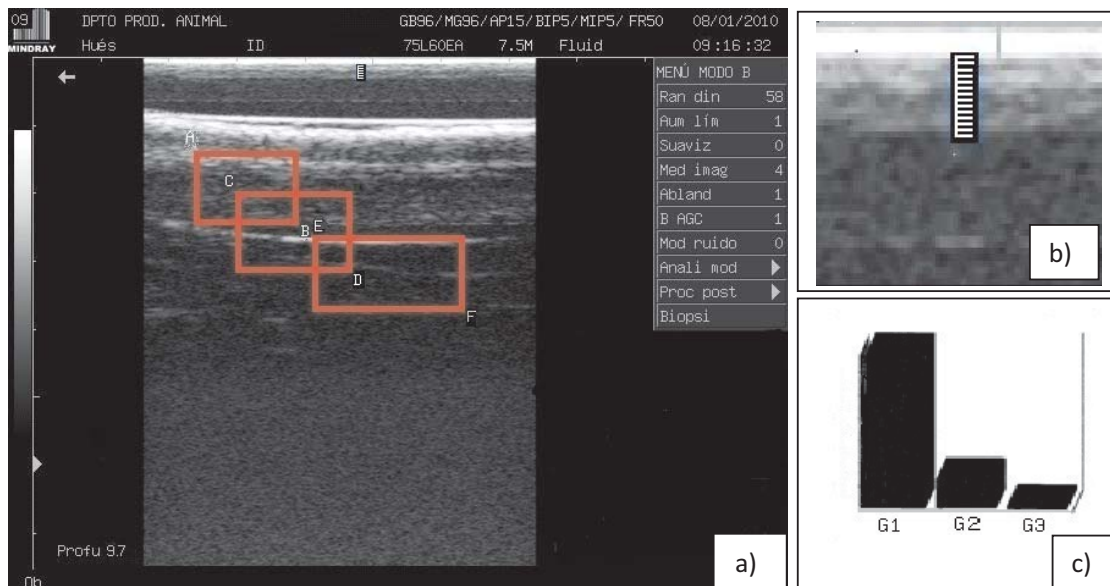 09 DPTO PROD. ANIMAL GB96/MG96/AP15/BIP5/MIP5/FR50 08/01/2010
MINDRAY Hués ID 75L60EA 7.5M Fluid 09:16:32
MENÚ MODO B
Ran din 58
Aum lím 1
Suaviz 0
Med imag 4
Abland 1
B AGC 1
Mod ruido 0
Anali mod
Proc post
Biopsi
A
C
B E
D
F
Profu 9.7
0h
a)
b)
G1 G2 G3
c)